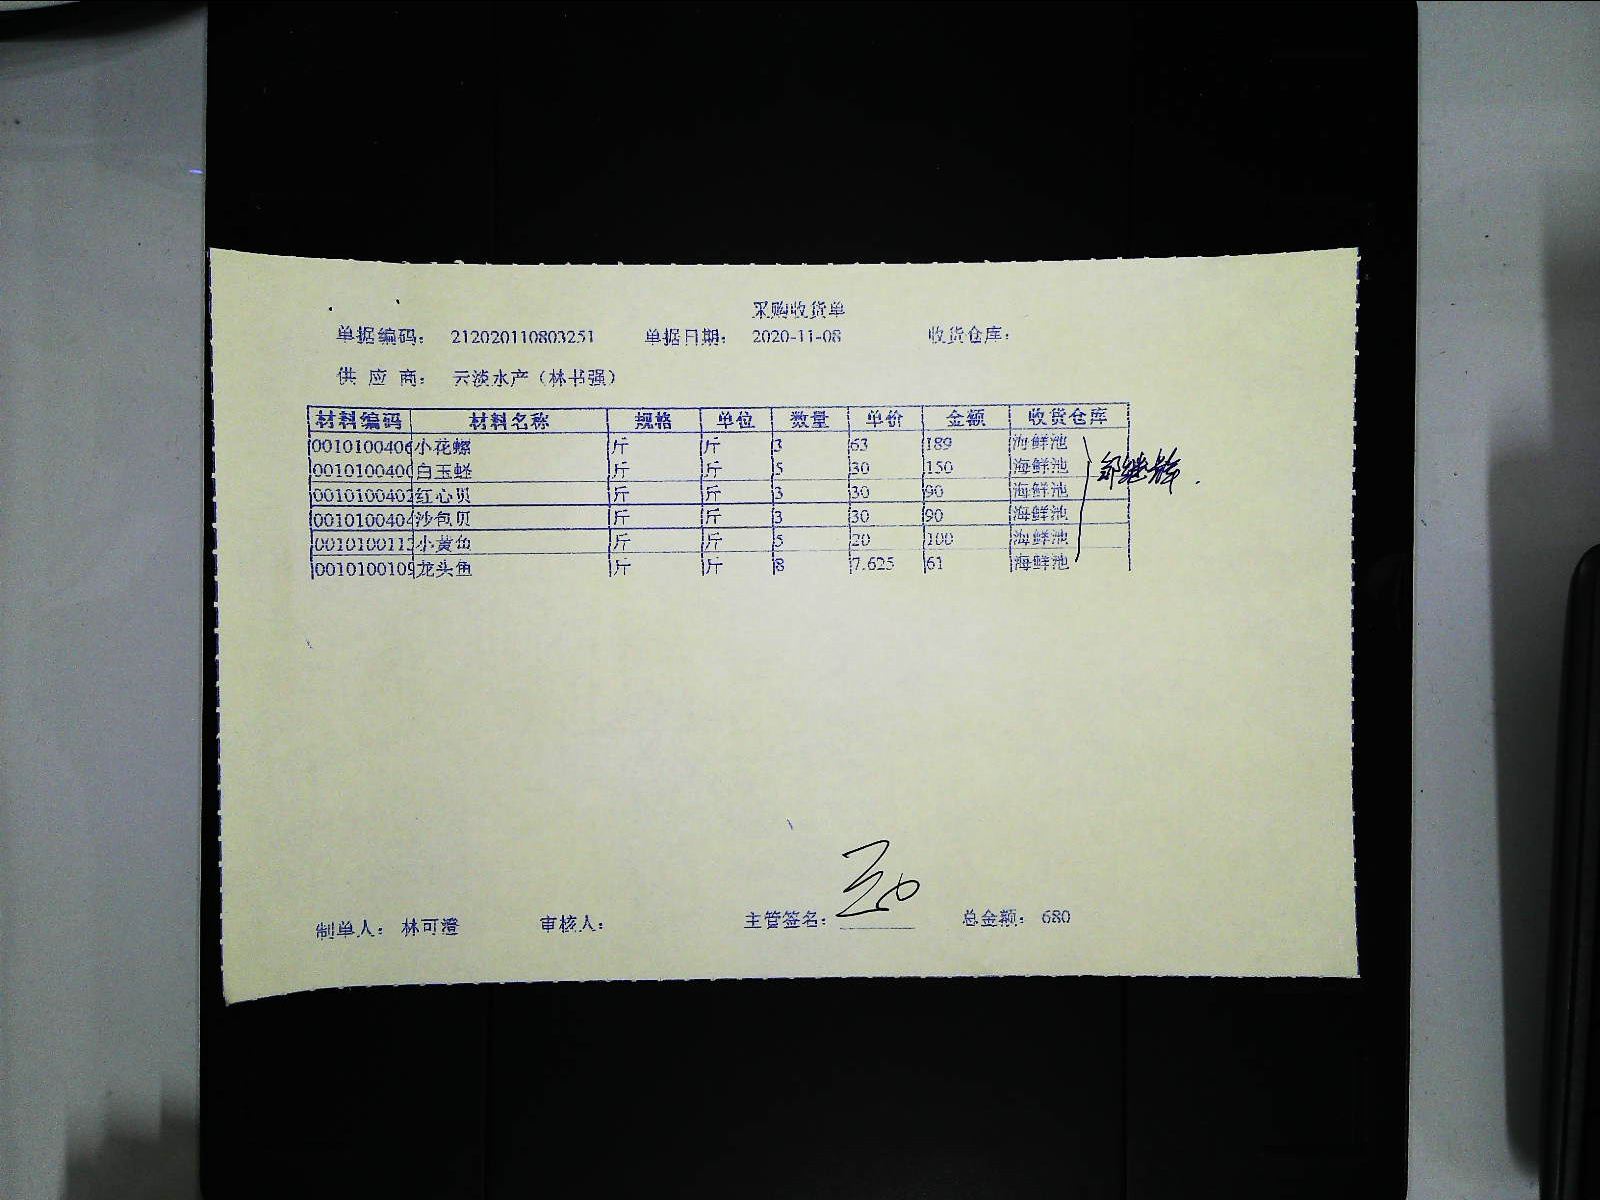 采购收货单
单据编码： 212020110803251 单据日期： 2020-11-08 收货仓库：
供 应 商： 云淡水产（林书强）
材料编码 材料名称 规格 单位 数量 单价 金额 收货仓库
0010100406 小花螺 斤 斤 3 63 189 海鲜池
0010100400 白玉蛏 斤 斤 5 30 150 海鲜池
0010100402 红心贝 斤 斤 3 30 90 海鲜池
0010100404 沙包贝 斤 斤 3 30 90 海鲜池
0010100113 小黄鱼 斤 斤 5 20 100 海鲜池
0010100109 龙头鱼 斤 斤 8 7.625 61 海鲜池
制单人： 林可澄 审核人： 主管签名： 总金额： 680